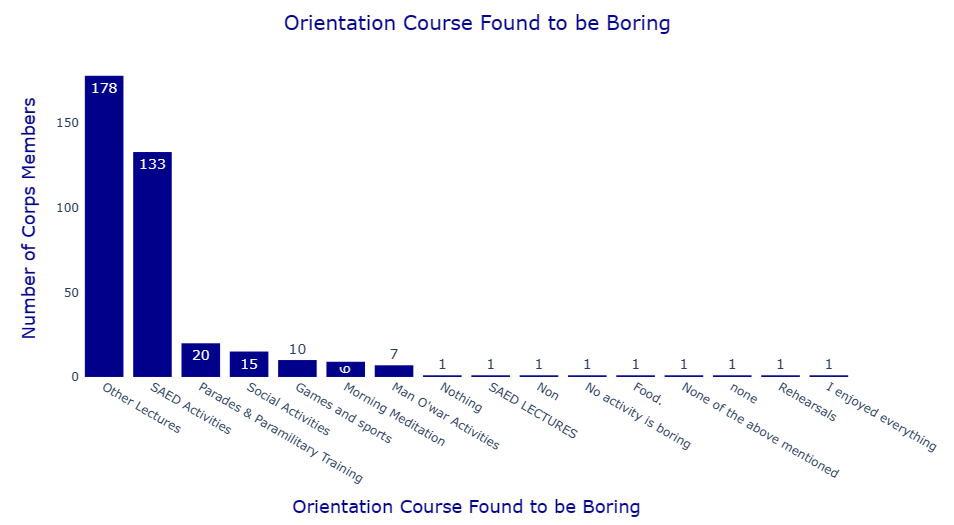 Orientation Course Found to be Boring
Number of Corps Members
150
100
50
0
178
133
20
15
10
9
7
1
1
1
1
1
1
1
1
1
Other Lectures
SAED Activities
Parades & Paramilitary Training
Social Activities
Games and sports
Morning Meditation
Man O'war Activities
Nothing
SAED LECTURES
Non
No activity is boring
Food.
None of the above mentioned
none
Rehearsals
I enjoyed everything
Orientation Course Found to be Boring